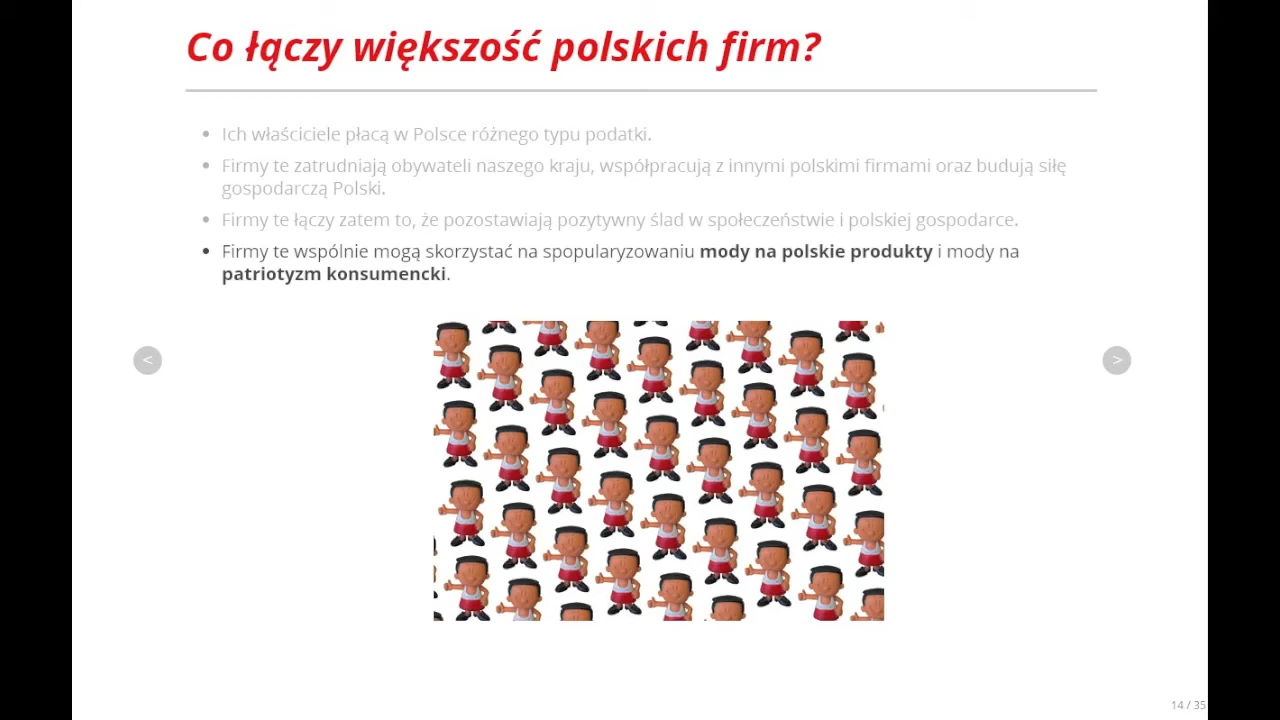 Co łączy większość polskich firm?
• Ich właściciele płacą w Polsce różnego typu podatki.
• Firmy te zatrudniają obywateli naszego kraju, współpracują z innymi polskimi firmami oraz budują siłę
gospodarczą Polski.
• Firmy te łączy zatem to, że pozostawiają pozytywny ślad w społeczeństwie i polskiej gospodarce.
• Firmy te wspólnie mogą skorzystać na spopularyzowaniu mody na polskie produkty i mody na
patriotyzm konsumencki.
<
>
14 / 35